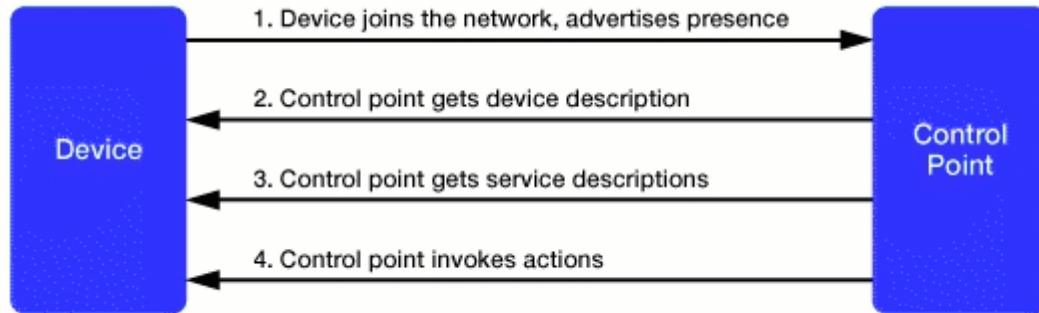 1. Device joins the network, advertises presence
2. Control point gets device description
Device
Control
Point
3. Control point gets service descriptions
4. Control point invokes actions